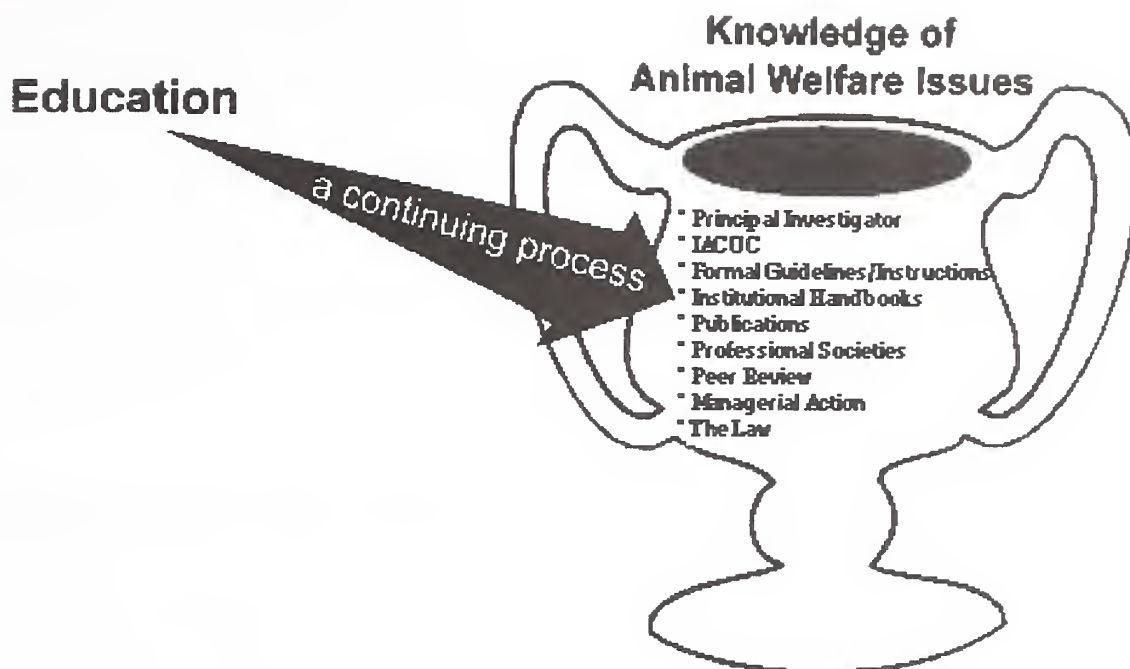 Knowledge of
Animal Welfare Issues
Education
a continuing process
* Principal Investigator
* IACUC
* Formal Guidelines/Instructions
* Institutional Handbooks
* Publications
* Professional Societies
* Peer Review
* Managerial Action
* The Law